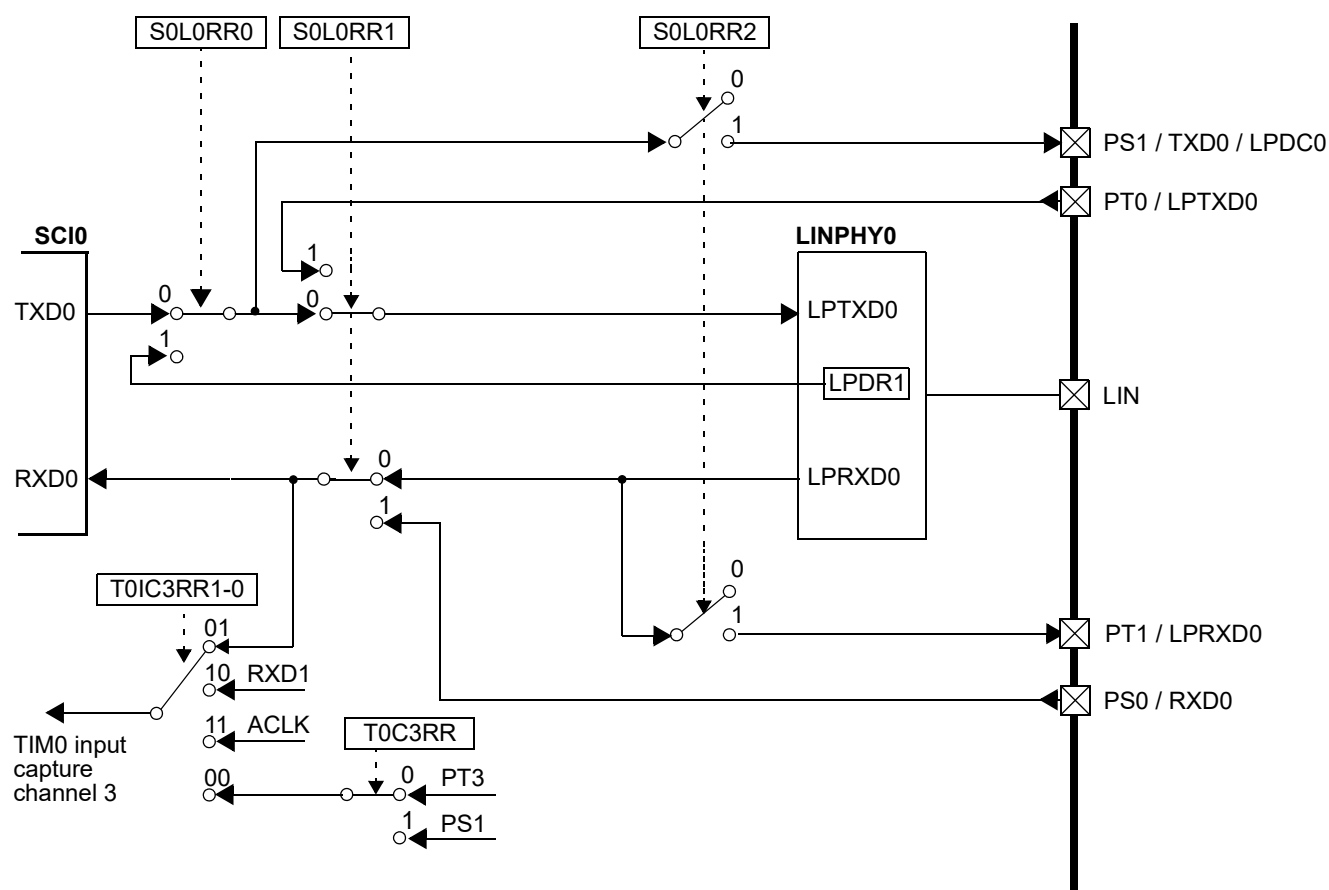 S0L0RR0
S0L0RR1
S0L0RR2
0
1
PS1 / TXD0 / LPDC0
PT0 / LPTXD0
SCI0
LINPHY0
1
TXD0
0
0
LPTXD0
1
LPDR1
LIN
RXD0
0
LPRXD0
1
T0IC3RR1-0
0
1
PT1 / LPRXD0
01
10 RXD1
PS0 / RXD0
11 ACLK
T0C3RR
TIM0 input
capture
channel 3
00
0 PT3
1 PS1